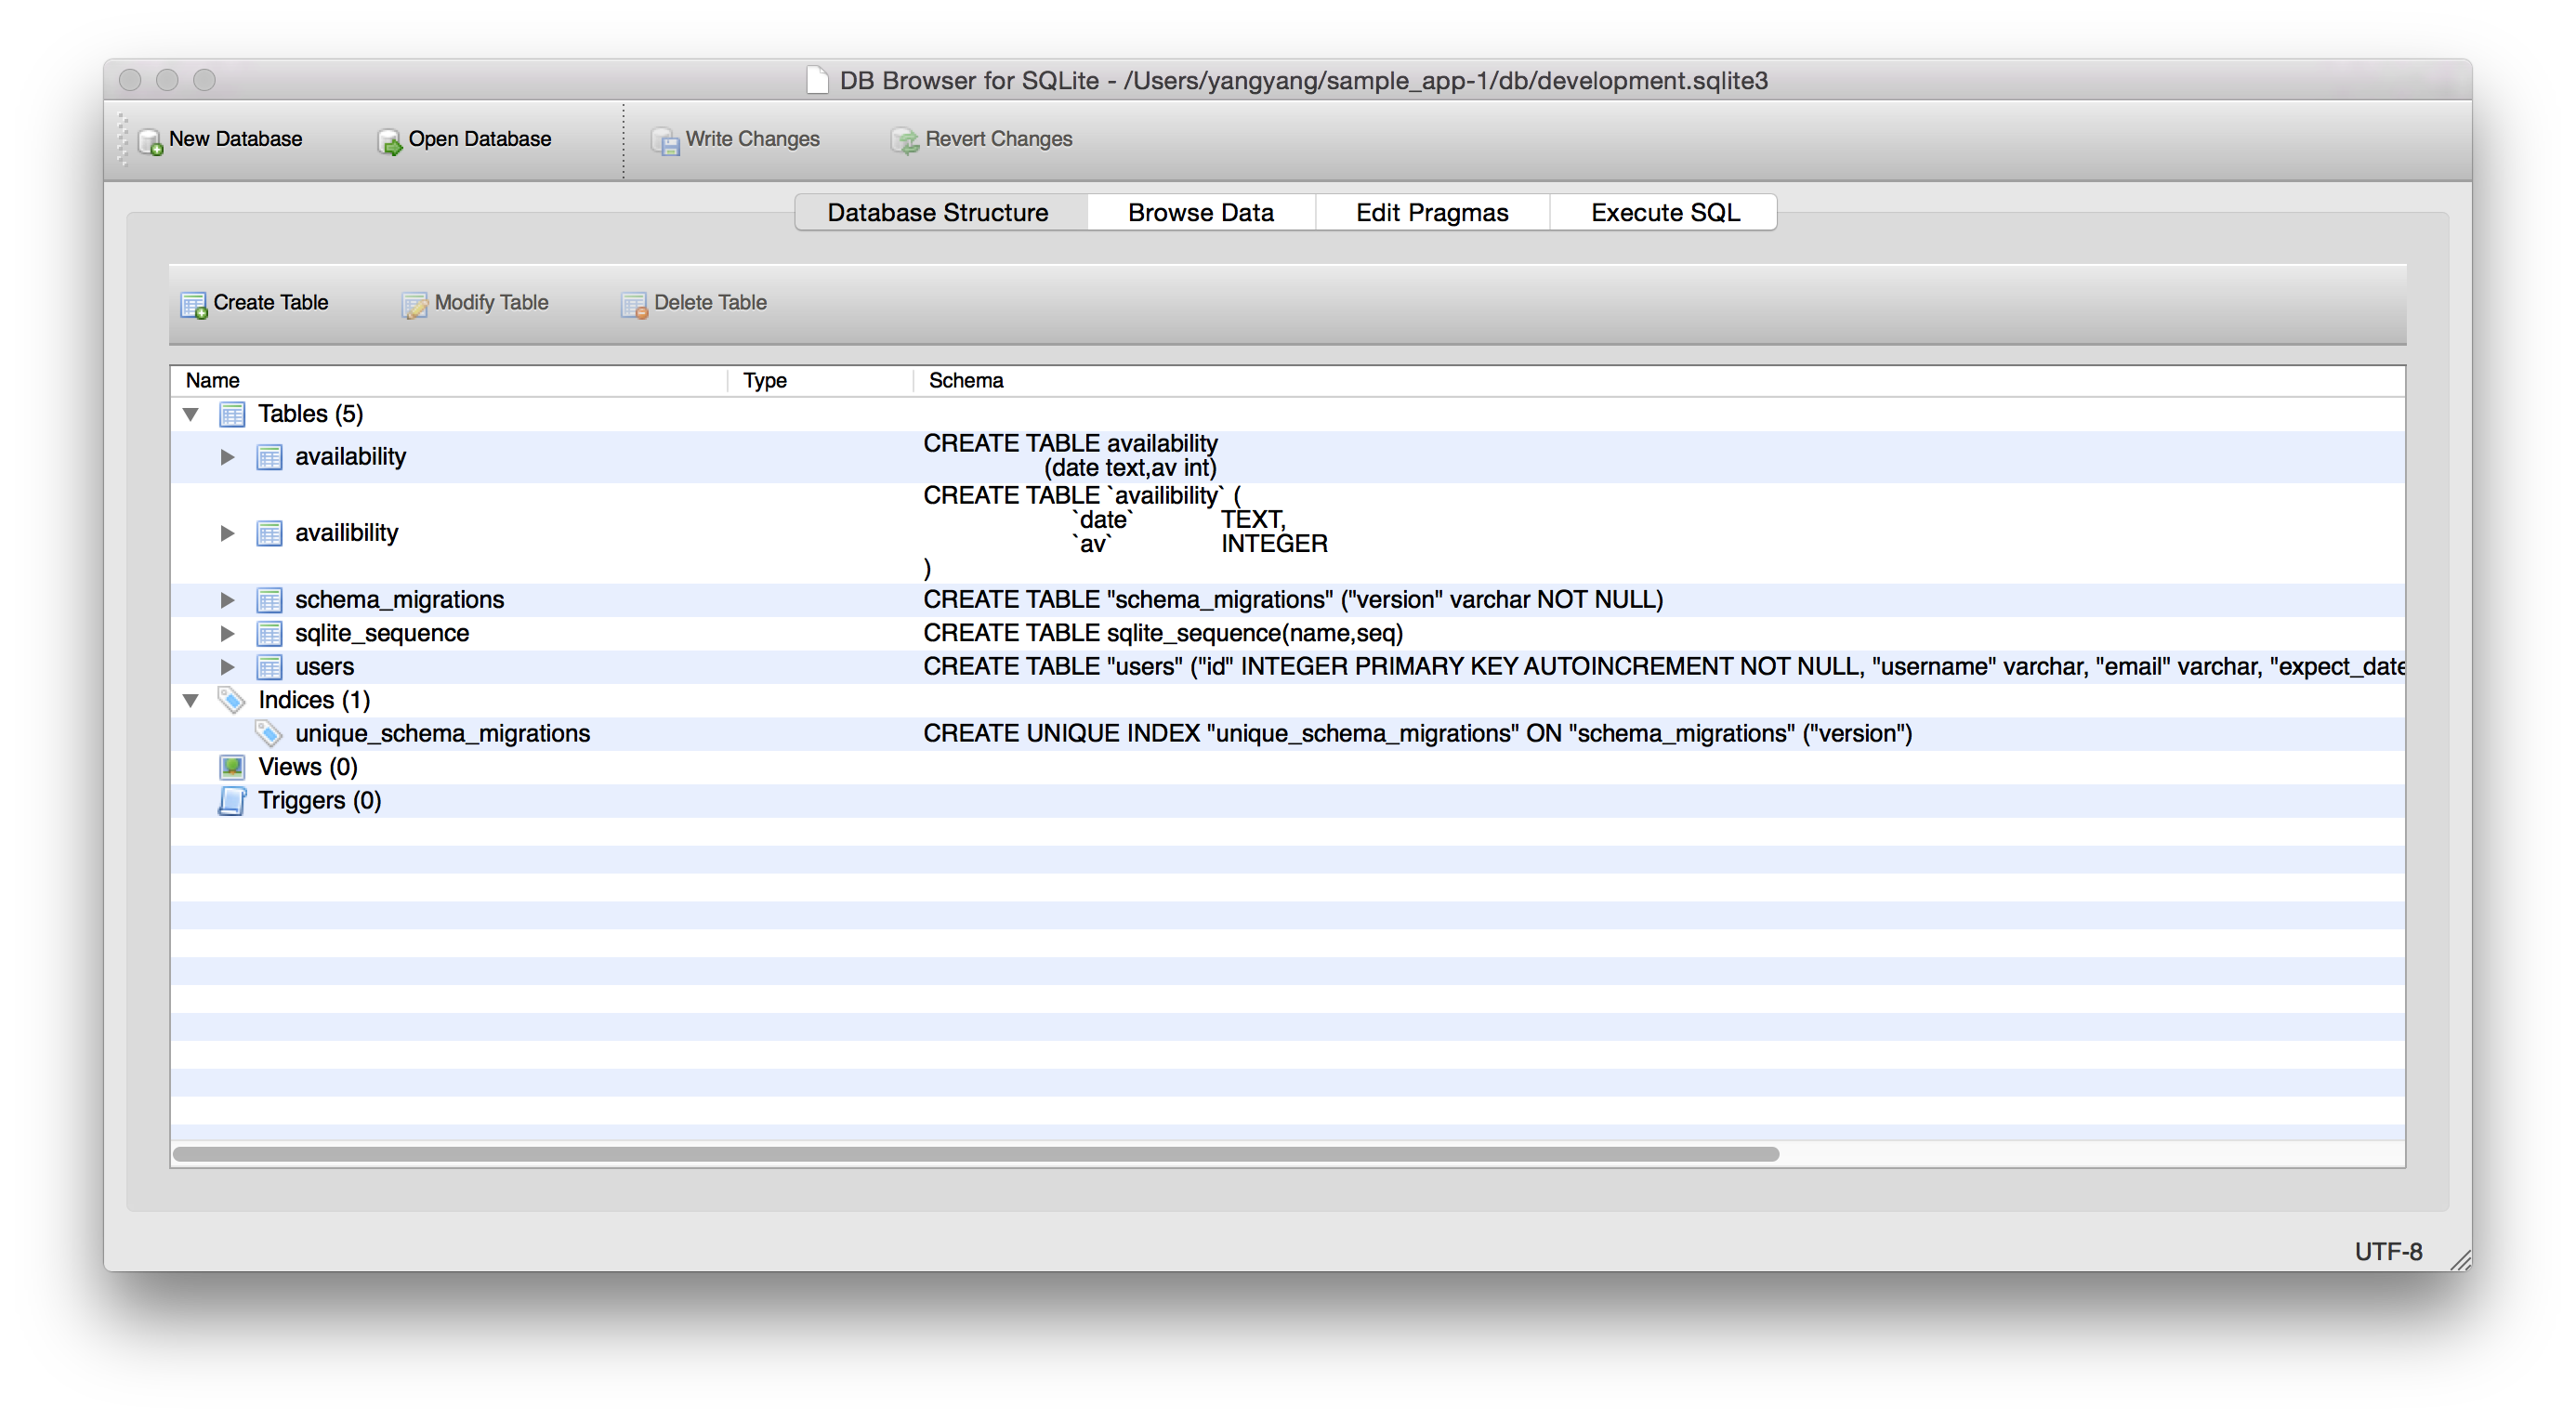 DB Browser for SQLite - /Users/yangyang/sample_app-1/db/development.sqlite3
New Database Open Database Write Changes Revert Changes
Database Structure Browse Data Edit Pragmas Execute SQL
Create Table Modify Table Delete Table
Name Type Schema
Tables (5)
availability CREATE TABLE availability
(date text,av int)
availibility CREATE TABLE `availibility` (
`date` TEXT,
`av` INTEGER
)
schema_migrations CREATE TABLE "schema_migrations" ("version" varchar NOT NULL)
sqlite_sequence CREATE TABLE sqlite_sequence(name,seq)
users CREATE TABLE "users" ("id" INTEGER PRIMARY KEY AUTOINCREMENT NOT NULL, "username" varchar, "email" varchar, "expect_date
Indices (1)
unique_schema_migrations CREATE UNIQUE INDEX "unique_schema_migrations" ON "schema_migrations" ("version")
Views (0)
Triggers (0)
UTF-8